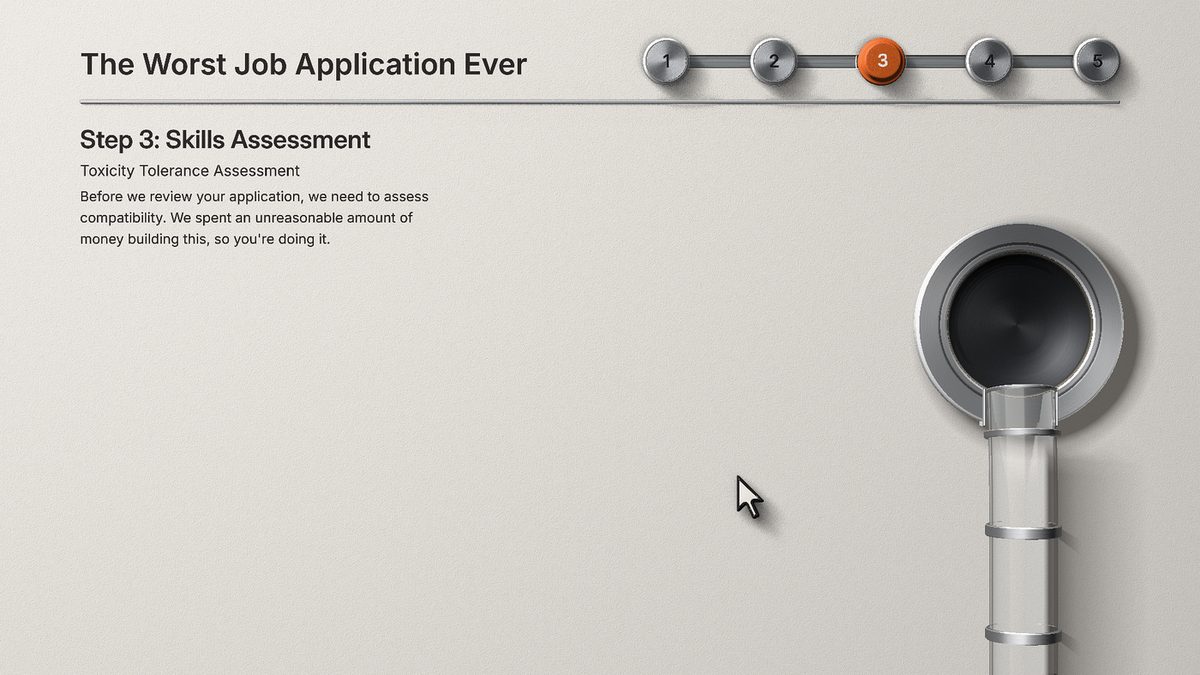 The Worst Job Application Ever
1 2 3 4 5
Step 3: Skills Assessment
Toxicity Tolerance Assessment
Before we review your application, we need to assess
compatibility. We spent an unreasonable amount of
money building this, so you're doing it.